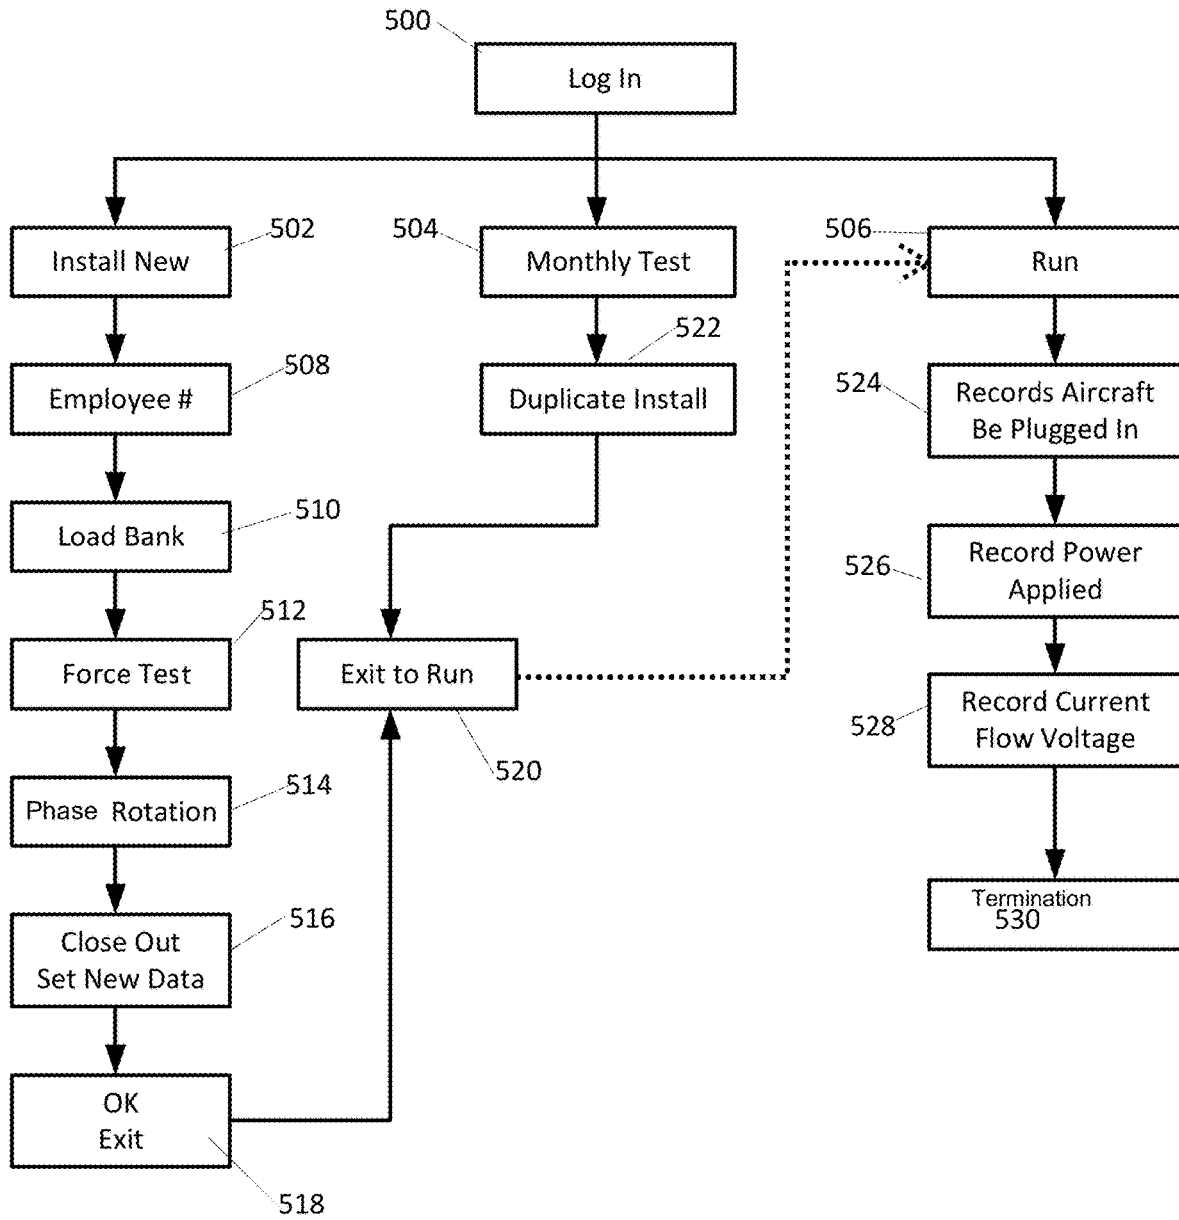 500
Log In
502
Install New
504
Monthly Test
506
Run
508
Employee #
522
Duplicate Install
524
Records Aircraft
Be Plugged In
510
Load Bank
526
Record Power
Applied
512
Force Test
Exit to Run
520
528
Record Current
Flow Voltage
514
Phase Rotation
516
Close Out
Set New Data
Termination
530
OK
Exit
518